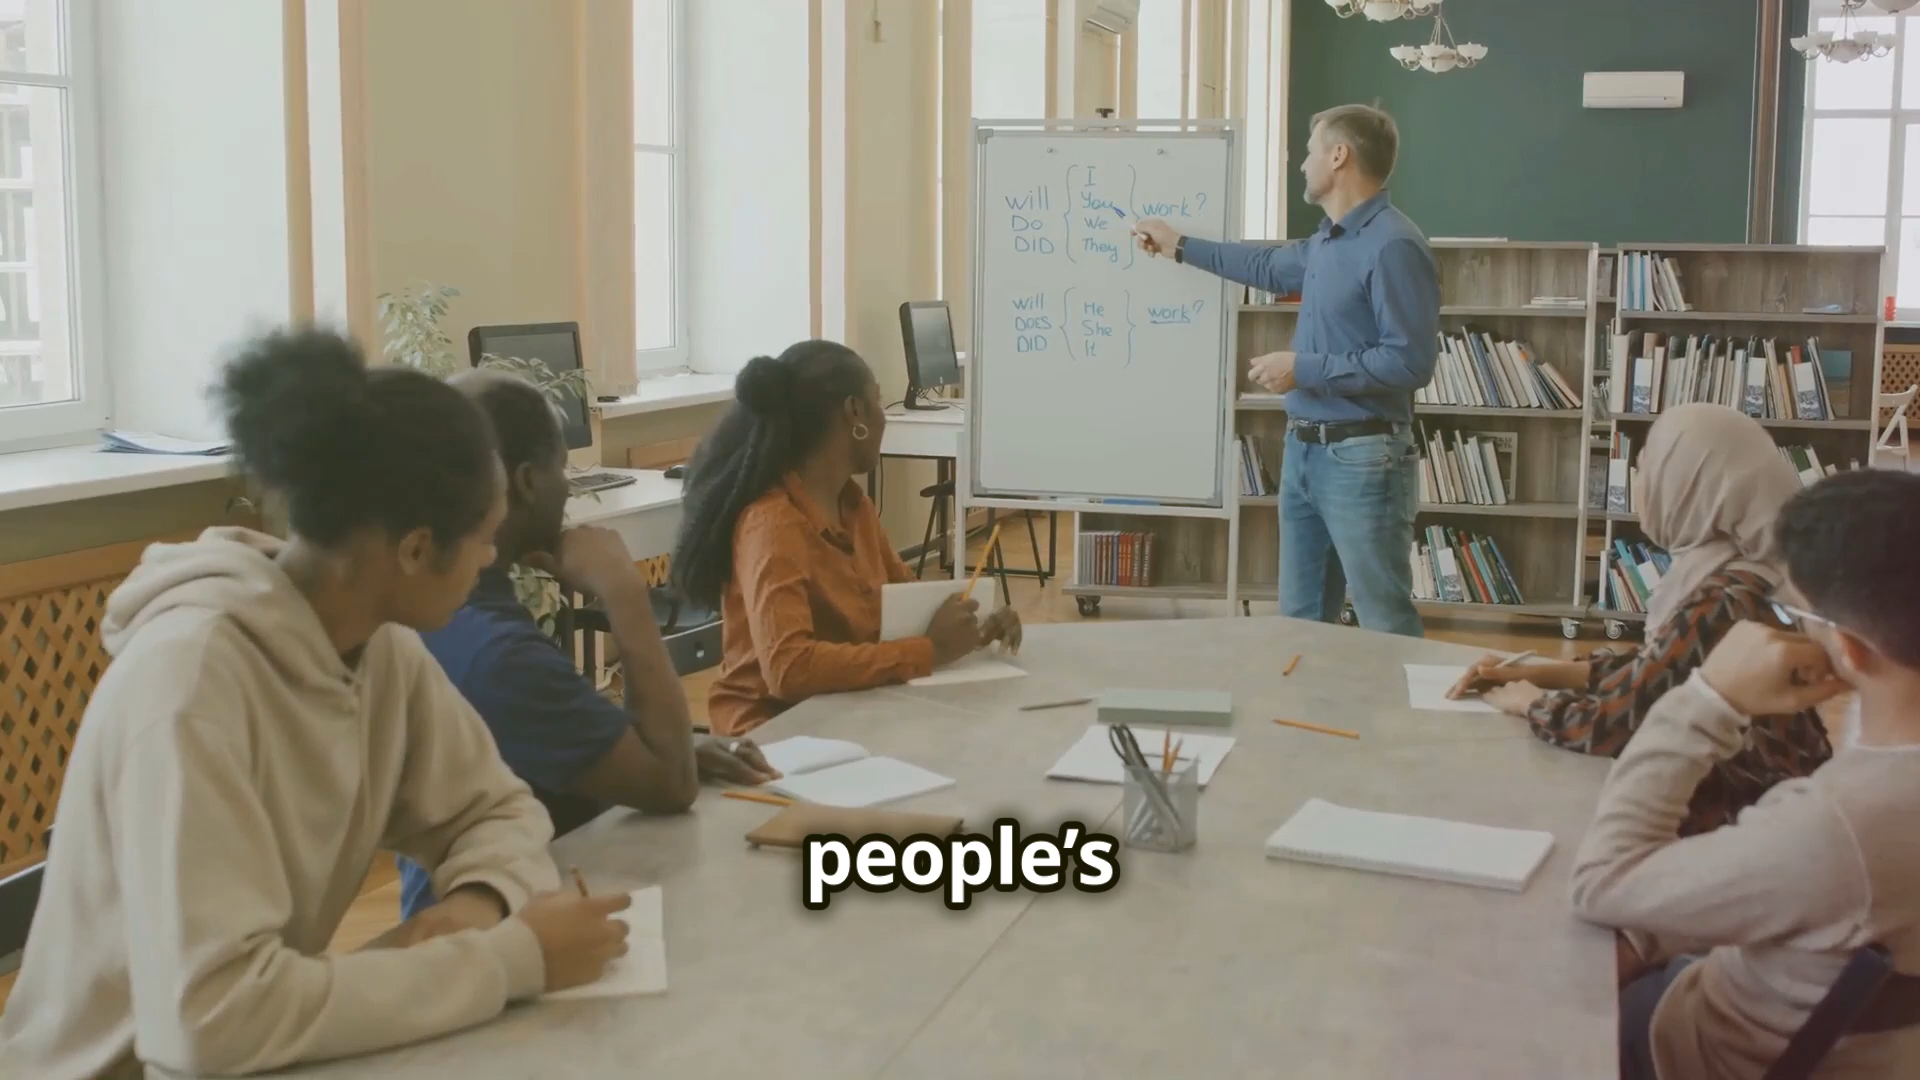 will
Do
DID
I
You
We
They
work?
will
DOES
DID
He
She
It
work?
people's